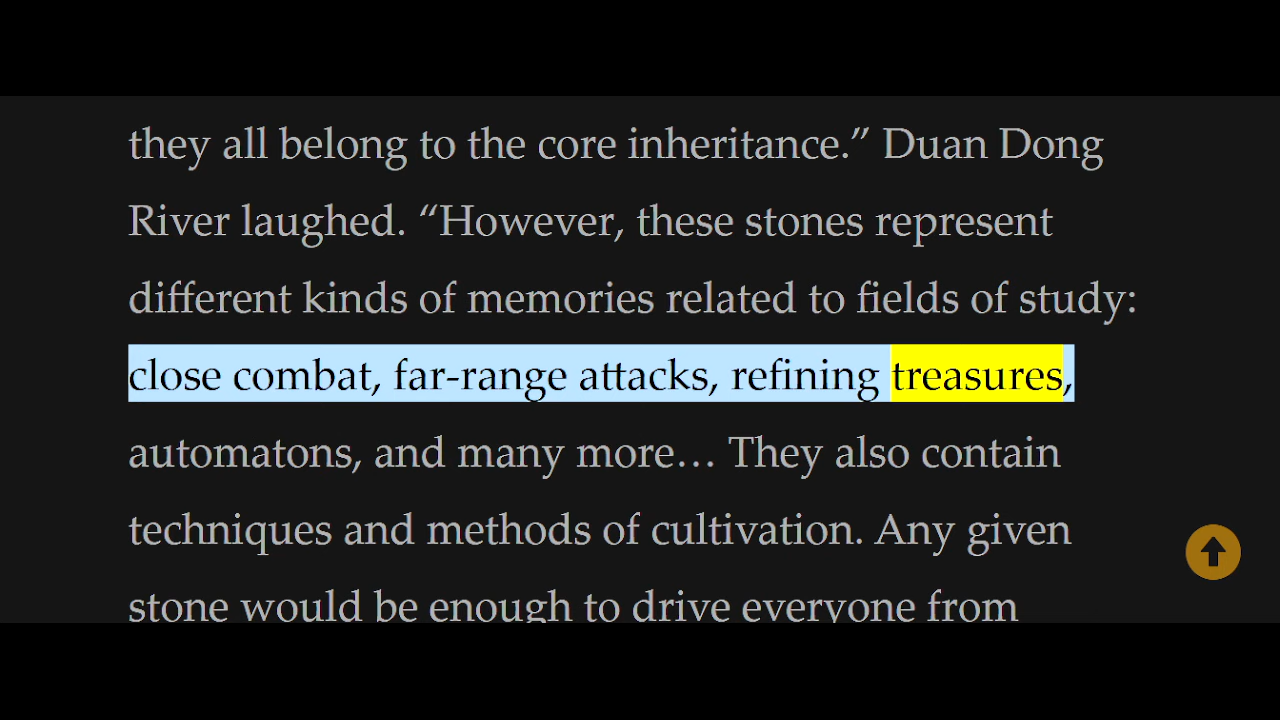 they all belong to the core inheritance.” Duan Dong
River laughed. “However, these stones represent
different kinds of memories related to fields of study:
close combat, far-range attacks, refining treasures,
automatons, and many more… They also contain
techniques and methods of cultivation. Any given
stone would be enough to drive everyone from